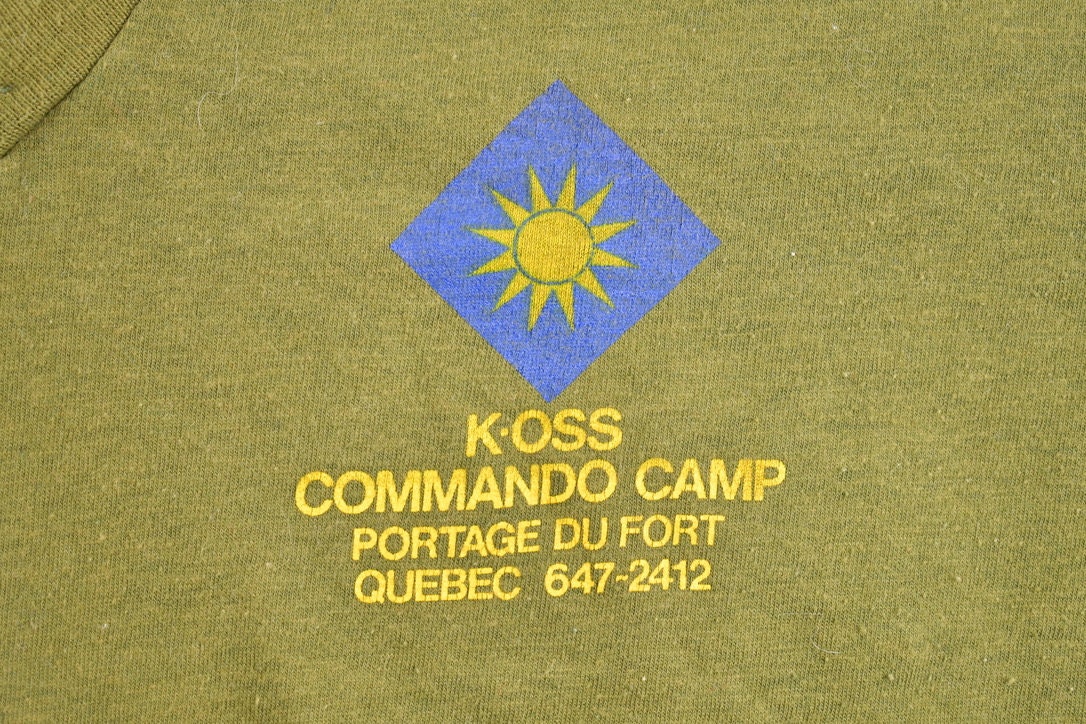 K·OSS
COMMANDO CAMP
PORTAGE DU FORT
QUEBEC 647-2412